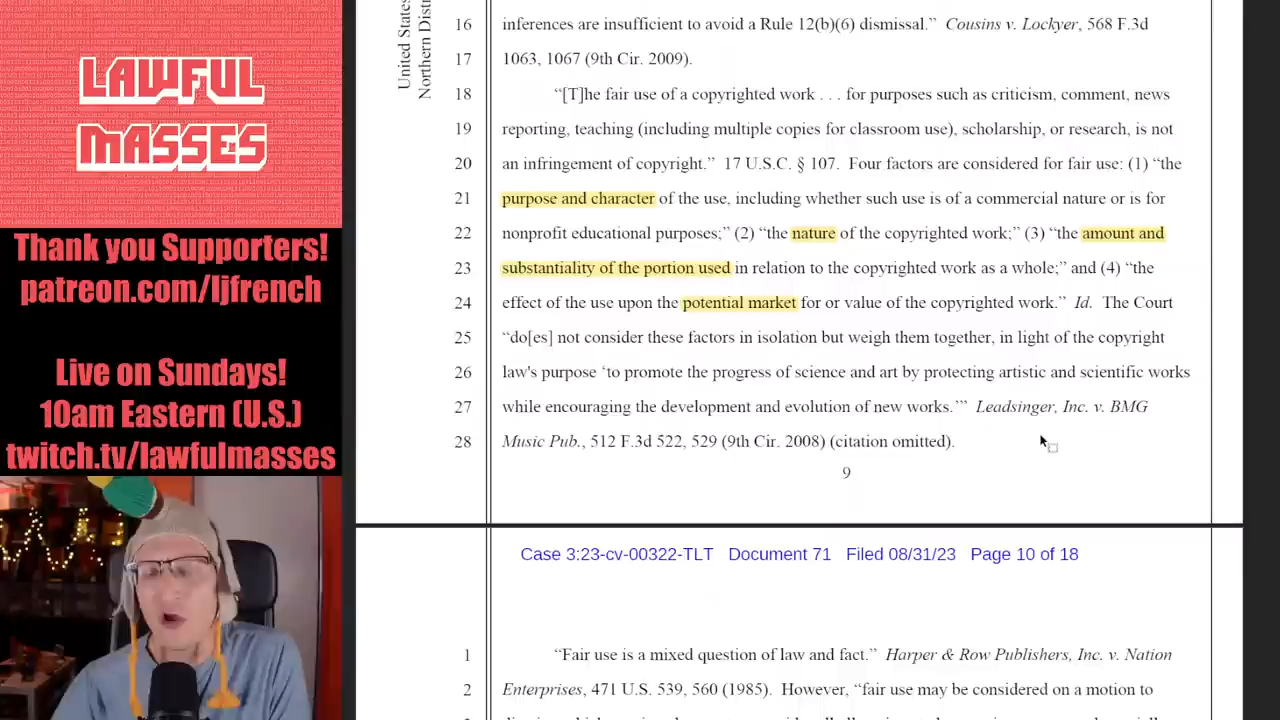 LAWFUL
MASSES
Thank you Supporters!
patreon.com/ljfrench
Live on Sundays!
10am Eastern (U.S.)
twitch.tv/lawfulmasses
United States
Northern Distr
16 inferences are insufficient to avoid a Rule 12(b)(6) dismissal.” Cousins v. Lockyer, 568 F.3d
17 1063, 1067 (9th Cir. 2009).
18 “[T]he fair use of a copyrighted work . . . for purposes such as criticism, comment, news
19 reporting, teaching (including multiple copies for classroom use), scholarship, or research, is not
20 an infringement of copyright.” 17 U.S.C. § 107. Four factors are considered for fair use: (1) “the
21 purpose and character of the use, including whether such use is of a commercial nature or is for
22 nonprofit educational purposes;” (2) “the nature of the copyrighted work;” (3) “the amount and
23 substantiality of the portion used in relation to the copyrighted work as a whole;” and (4) “the
24 effect of the use upon the potential market for or value of the copyrighted work.” Id. The Court
25 “do[es] not consider these factors in isolation but weigh them together, in light of the copyright
26 law's purpose ‘to promote the progress of science and art by protecting artistic and scientific works
27 while encouraging the development and evolution of new works.’” Leadsinger, Inc. v. BMG
28 Music Pub., 512 F.3d 522, 529 (9th Cir. 2008) (citation omitted).
9
Case 3:23-cv-00322-TLT Document 71 Filed 08/31/23 Page 10 of 18
1 “Fair use is a mixed question of law and fact.” Harper & Row Publishers, Inc. v. Nation
2 Enterprises, 471 U.S. 539, 560 (1985). However, “fair use may be considered on a motion to